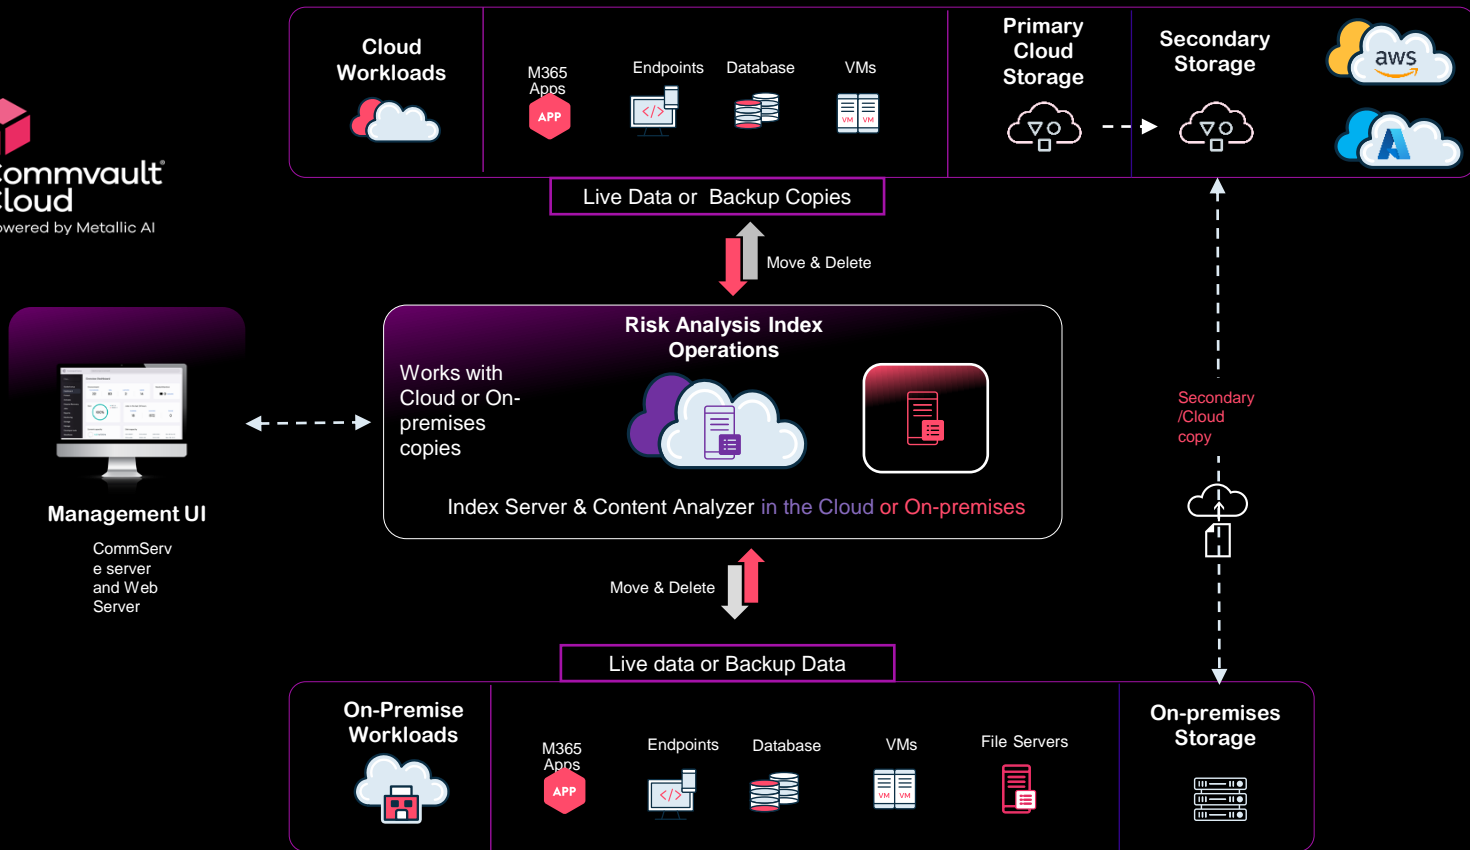 Cloud
Workloads
M365
Apps
APP
Endpoints
</>
Database
VMs
VM VM
Primary
Cloud
Storage
Secondary
Storage
aws
Commvault
Cloud
Powered by Metallic AI
Live Data or Backup Copies
Move & Delete
Risk Analysis Index
Operations
Works with
Cloud or On-
premises
copies
Index Server & Content Analyzer in the Cloud or On-premises
Management UI
CommServ
e server
and Web
Server
Secondary
/Cloud
copy
Move & Delete
Live data or Backup Data
On-Premise
Workloads
M365
Apps
APP
Endpoints
</>
Database
VMs
VM VM
File Servers
On-premises
Storage